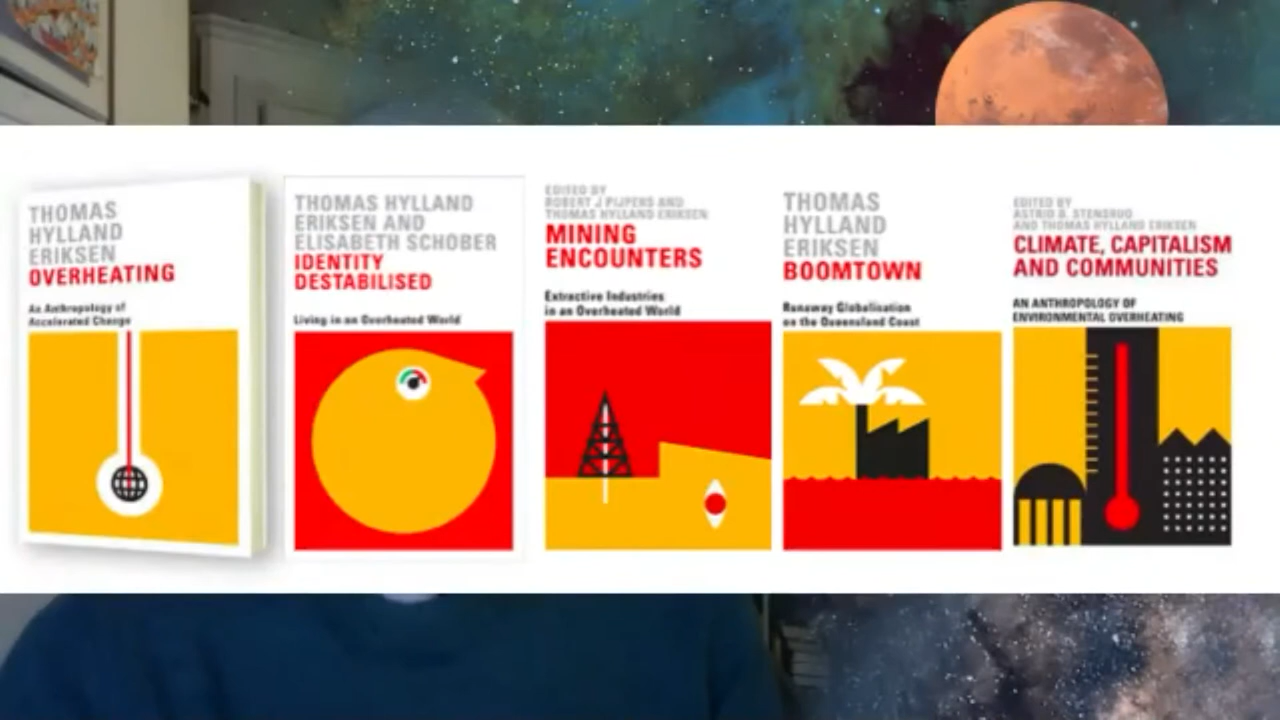 THOMAS
HYLLAND
ERIKSEN
OVERHEATING
An Anthropology of
Accelerated Change
THOMAS HYLLAND
ERIKSEN AND
ELISABETH SCHOBER
IDENTITY
DESTABILISED
Living in an Overheated World
EDITED BY
ROBERT J PIJPERS AND
THOMAS HYLLAND ERIKSEN
MINING
ENCOUNTERS
Extractive Industries
in an Overheated World
THOMAS
HYLLAND
ERIKSEN
BOOMTOWN
Runaway Globalisation
on the Queensland Coast
EDITED BY
ASTRID B. STENSRUD
AND THOMAS HYLLAND ERIKSEN
CLIMATE, CAPITALISM
AND COMMUNITIES
AN ANTHROPOLOGY OF
ENVIRONMENTAL OVERHEATING